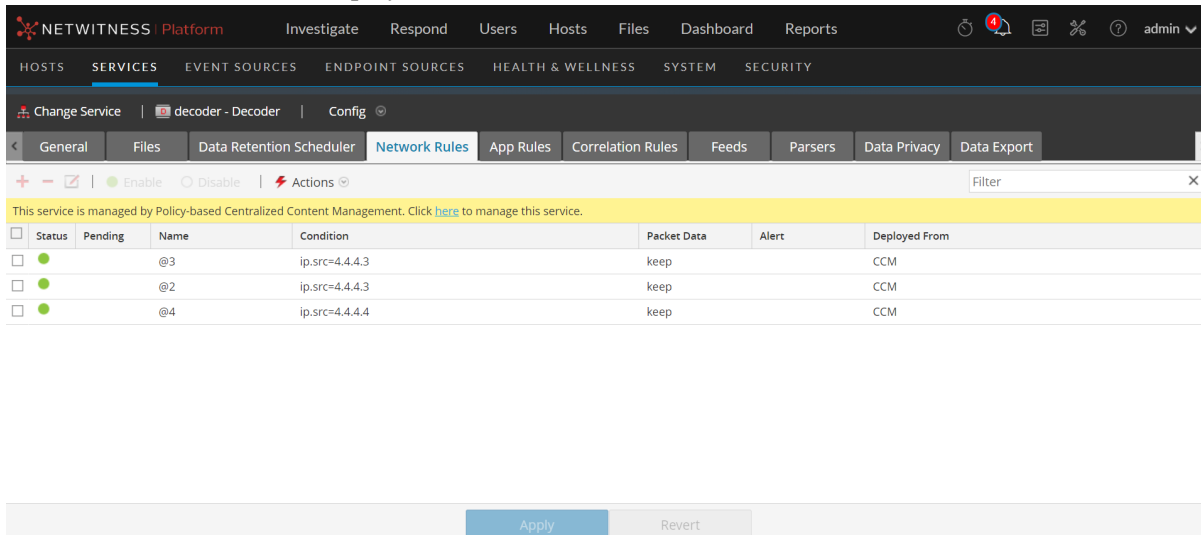 NETWITNESS | Platform Investigate Respond Users Hosts Files Dashboard Reports 4 ? admin
HOSTS SERVICES EVENT SOURCES ENDPOINT SOURCES HEALTH & WELLNESS SYSTEM SECURITY
Change Service | D decoder - Decoder | Config
< General Files Data Retention Scheduler Network Rules App Rules Correlation Rules Feeds Parsers Data Privacy Data Export
Enable Disable | Actions Filter
This service is managed by Policy-based Centralized Content Management. Click here to manage this service.
Status Pending Name Condition Packet Data Alert Deployed From
@3 ip.src=4.4.4.3 keep CCM
@2 ip.src=4.4.4.3 keep CCM
@4 ip.src=4.4.4.4 keep CCM
Apply Revert